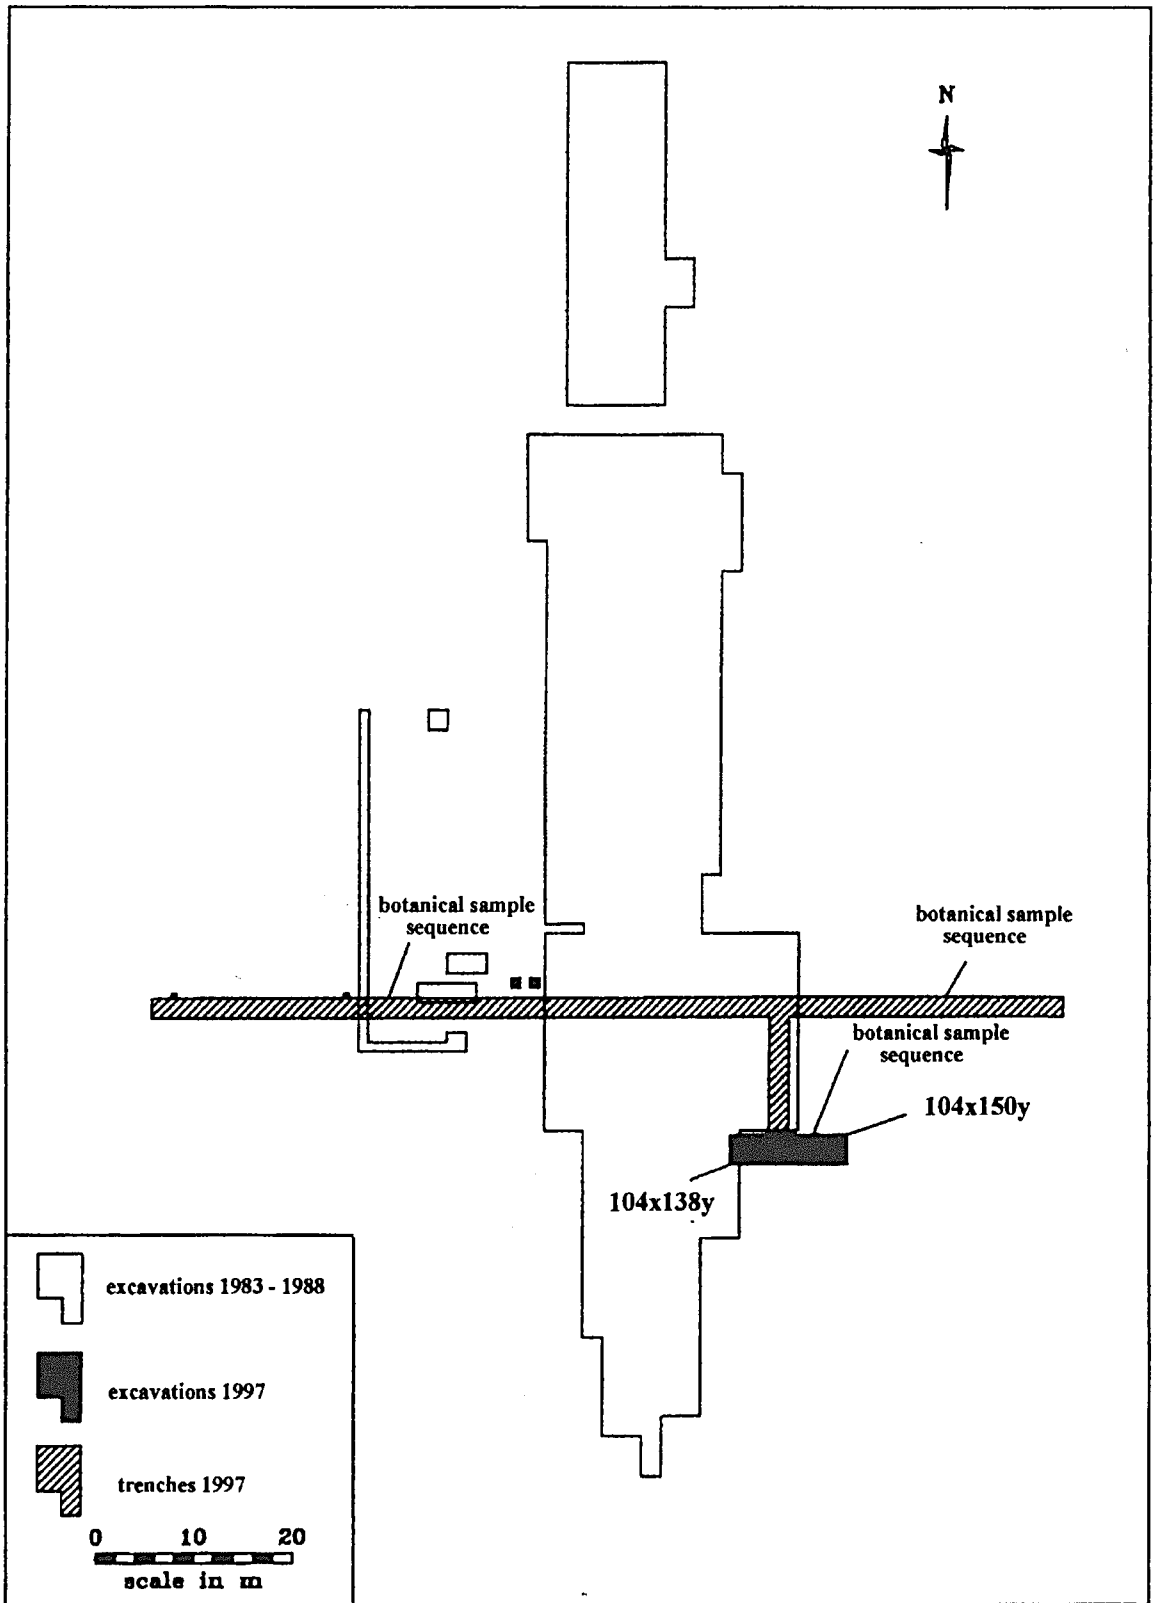 N
botanical sample
sequence
botanical sample
sequence
botanical sample
sequence
104x150y
104x138y
excavations 1983 - 1988
excavations 1997
trenches 1997
0 10 20
scale in m